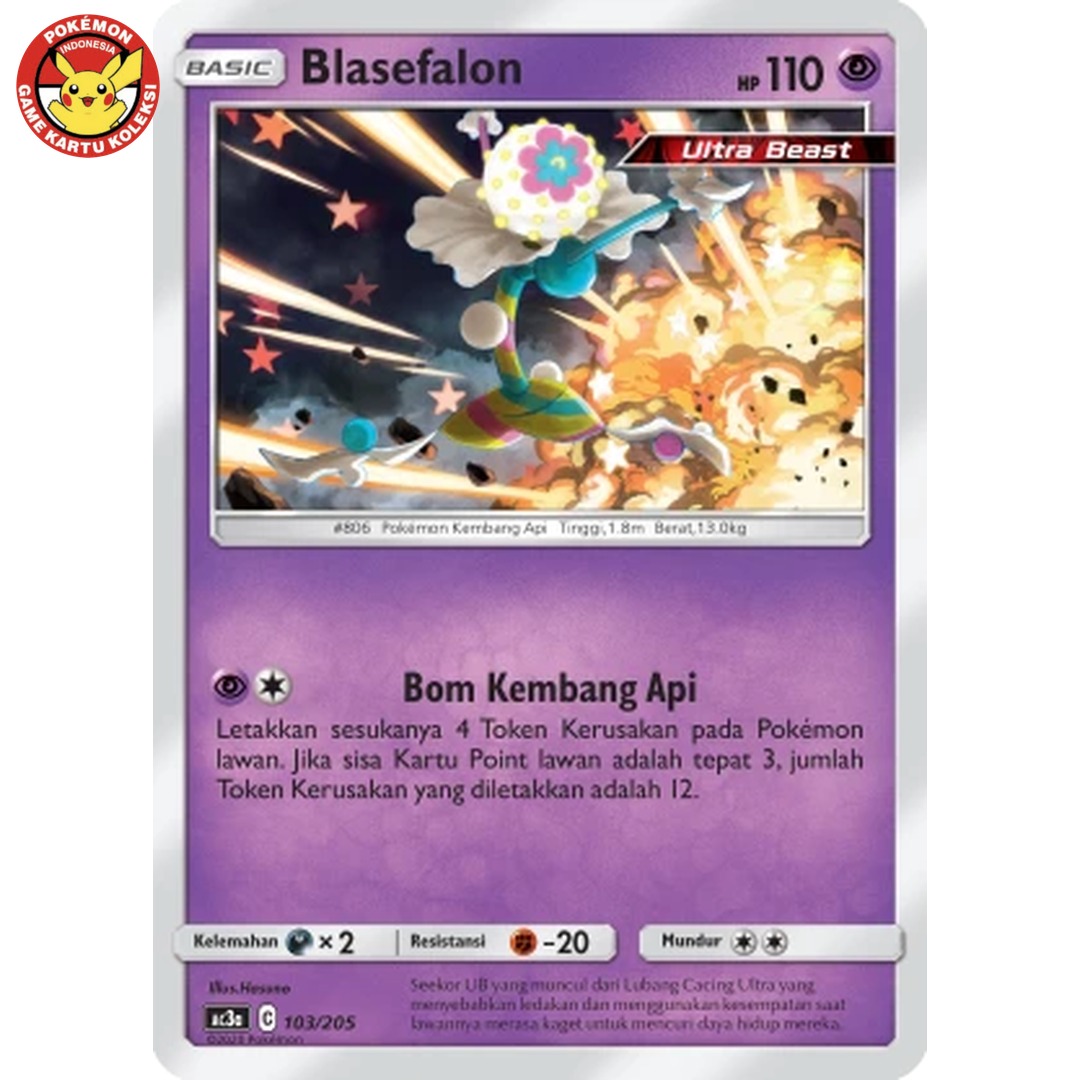 POKÉMON
INDONESIA
GAME KARTU KOLEKSI
BASIC Blasefalon HP 110
Ultra Beast
#806 Pokémon Kembang Api Tinggi,1.8m Berat,13.0kg
Bom Kembang Api
Letakkan sesukanya 4 Token Kerusakan pada Pokémon
lawan. Jika sisa Kartu Point lawan adalah tepat 3, jumlah
Token Kerusakan yang diletakkan adalah 12.
Kelemahan ×2 Resistansi -20 Mundur
Illus.Hasuno
Seekor UB yang muncul dari Lubang Cacing Ultra yang
menyebabkan ledakan dan menggunakan kesempatan saat
lawannya merasa kaget untuk mencuri daya hidup mereka.
C 103/205
Pokémon